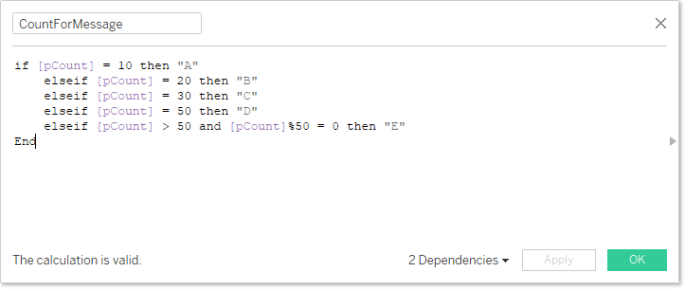 CountForMessage
if [pCount] = 10 then "A"
elseif [pCount] = 20 then "B"
elseif [pCount] = 30 then "C"
elseif [pCount] = 50 then "D"
elseif [pCount] > 50 and [pCount]%50 = 0 then "E"
End
The calculation is valid. 2 Dependencies Apply OK